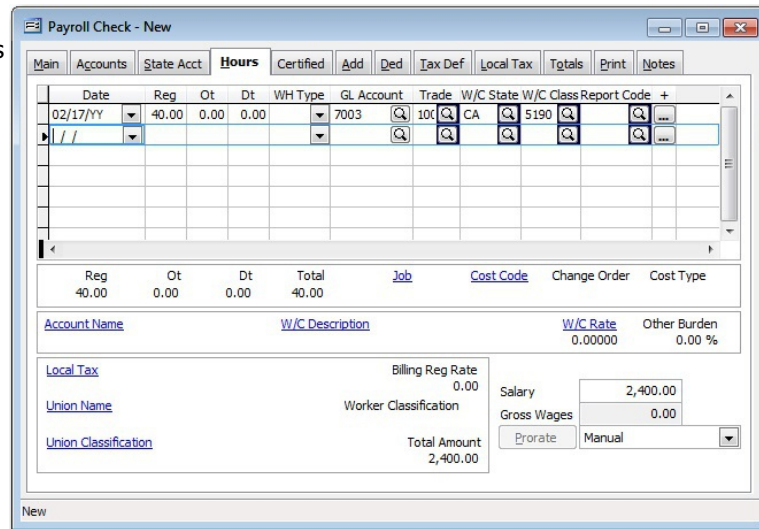 s
Payroll Check - New
Main Accounts State Acct Hours Certified Add Ded Tax Def Local Tax Totals Print Notes
Date Reg Ot Dt WH Type GL Account Trade W/C State W/C Class Report Code +
02/17/YY 40.00 0.00 0.00 7003 100 CA 5190 ...
/ / ...
Reg Ot Dt Total Job Cost Code Change Order Cost Type
40.00 0.00 0.00 40.00
Account Name W/C Description W/C Rate Other Burden
0.00000 0.00 %
Local Tax Billing Reg Rate
0.00
Salary 2,400.00
Union Name Worker Classification
Gross Wages 0.00
Union Classification Total Amount Prorate Manual
2,400.00
New